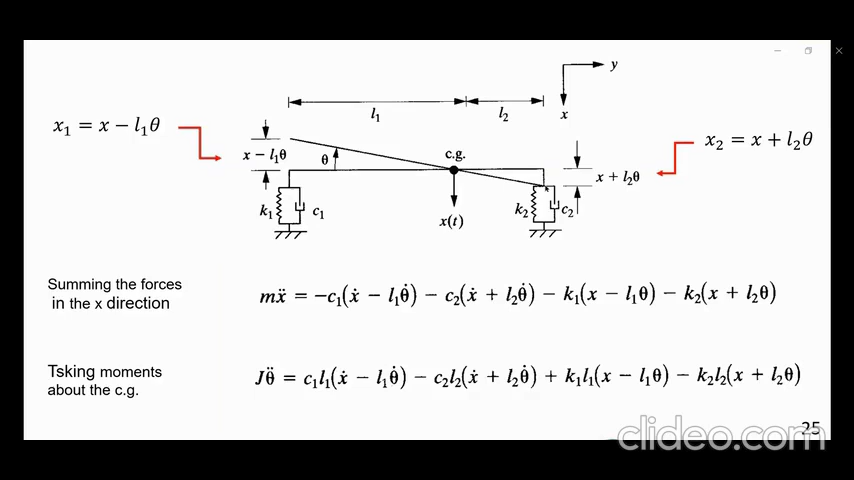 y
l₁
l₂
x
x₁ = x − l₁θ
x₂ = x + l₂θ
x − l₁θ
θ
c.g.
x + l₂θ
k₁
c₁
x(t)
k₂
c₂
Summing the forces
in the x direction
mẍ = −c₁(ẋ − l₁θ̇) − c₂(ẋ + l₂θ̇) − k₁(x − l₁θ) − k₂(x + l₂θ)
Tsking moments
about the c.g.
Jθ̈ = c₁l₁(ẋ − l₁θ̇) − c₂l₂(ẋ + l₂θ̇) + k₁l₁(x − l₁θ) − k₂l₂(x + l₂θ)
25
clideo.com